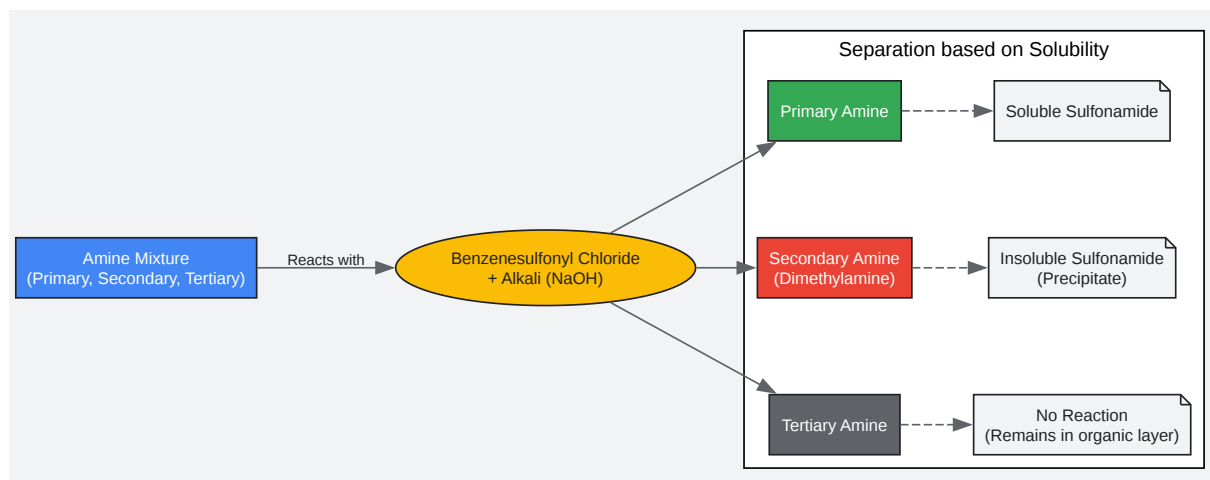 Separation based on Solubility
Primary Amine
Soluble Sulfonamide
Amine Mixture
(Primary, Secondary, Tertiary)
Reacts with
Benzenesulfonyl Chloride
+ Alkali (NaOH)
Secondary Amine
(Dimethylamine)
Insoluble Sulfonamide
(Precipitate)
Tertiary Amine
No Reaction
(Remains in organic layer)